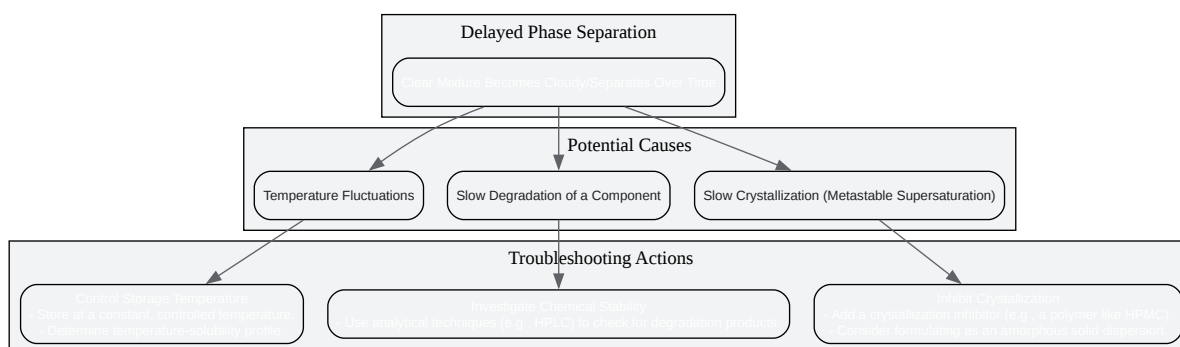 Delayed Phase Separation
Clear Mixture Becomes Cloudy/Separates Over Time
Potential Causes
Temperature Fluctuations
Slow Degradation of a Component
Slow Crystallization (Metastable Supersaturation)
Troubleshooting Actions
Control Storage Temperature
- Store at a constant, controlled temperature.
- Determine temperature-solubility profile
Investigate Chemical Stability
- Use analytical techniques (e.g., HPLC) to check for degradation products
Inhibit Crystallization
- Add a crystallization inhibitor (e.g., a polymer like HPMC)
- Consider formulating as an amorphous solid dispersion.